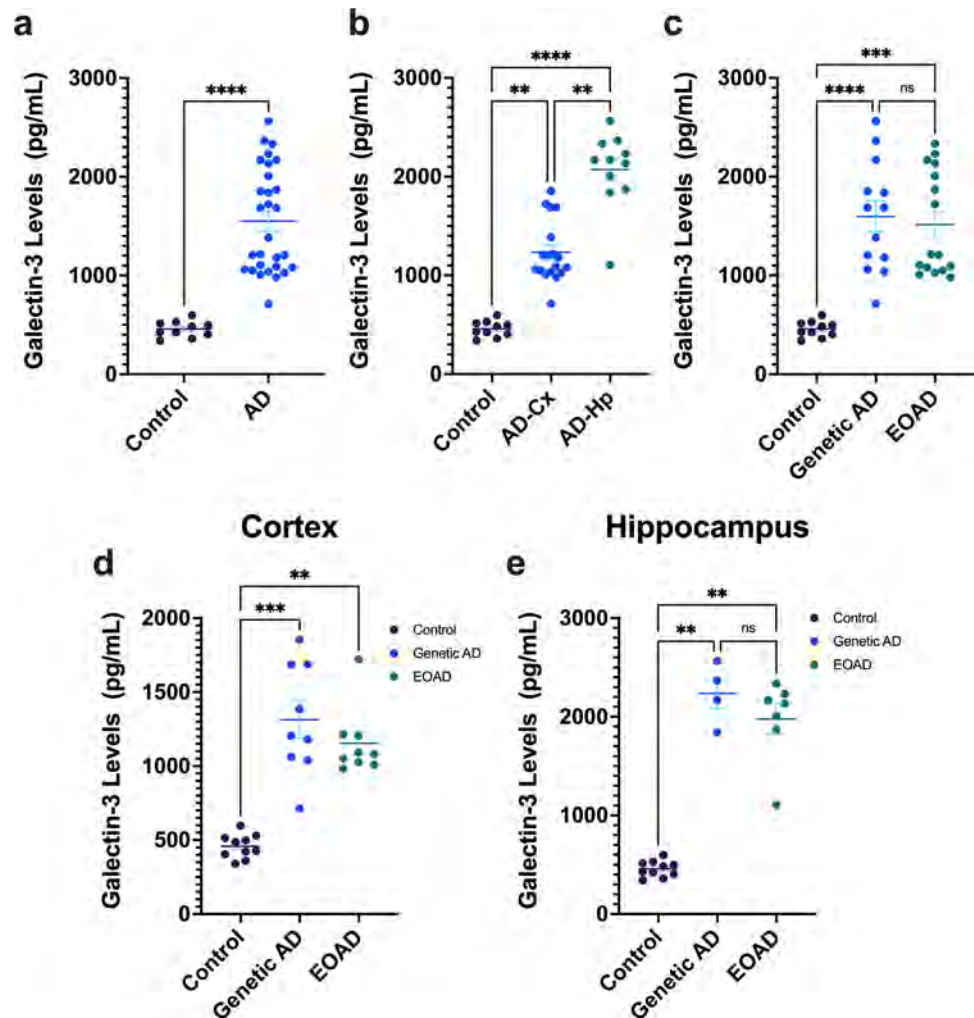 a
b
c
Galectin-3 Levels (pg/mL)
3000
2000
1000
0
****
Control
AD
Galectin-3 Levels (pg/mL)
3000
2000
1000
0
****
**
**
Control
AD-Cx
AD-Hp
Galectin-3 Levels (pg/mL)
3000
2000
1000
0
***
****
ns
Control
Genetic AD
EOAD
Cortex
Hippocampus
d
e
Galectin-3 Levels (pg/mL)
2000
1500
1000
500
0
**
***
Control
Genetic AD
EOAD
Control
Genetic AD
EOAD
Galectin-3 Levels (pg/mL)
3000
2000
1000
0
**
**
ns
Control
Genetic AD
EOAD
Control
Genetic AD
EOAD